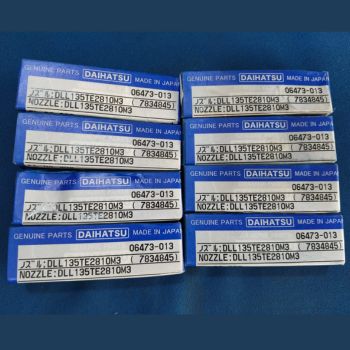 GENUINE PARTS DAIHATSU MADE IN JAPAN
06473-013
ノズル:DLL135TE2810M3 ( 7834845)
NOZZLE:DLL135TE2810M3
GENUINE PARTS DAIHATSU MADE IN JAPAN
06473-013
ノズル:DLL135TE2810M3 ( 7834845)
NOZZLE:DLL135TE2810M3
GENUINE PARTS DAIHATSU MADE IN JAPAN
06473-013
ノズル:DLL135TE2810M3 ( 7834845)
NOZZLE:DLL135TE2810M3
GENUINE PARTS DAIHATSU MADE IN JAPAN
06473-013
ノズル:DLL135TE2810M3 ( 7834845)
NOZZLE:DLL135TE2810M3
GENUINE PARTS DAIHATSU MADE IN JAPAN
06473-013
ノズル:DLL135TE2810M3 ( 7834845)
NOZZLE:DLL135TE2810M3
GENUINE PARTS DAIHATSU MADE IN
06473-013
ノズル:DLL135TE2810M3 ( 7834845)
NOZZLE:DLL135TE2810M3
GENUINE PARTS DAIHATSU MADE IN JAPAN
06473-013
ノズル:DLL135TE2810M3 ( 7834845)
NOZZLE:DLL135TE2810M3
GENUINE PARTS DAIHATSU MADE IN JAPAN
06473-013
ノズル:DLL135TE2810M3 ( 7834845)
NOZZLE:DLL135TE2810M3